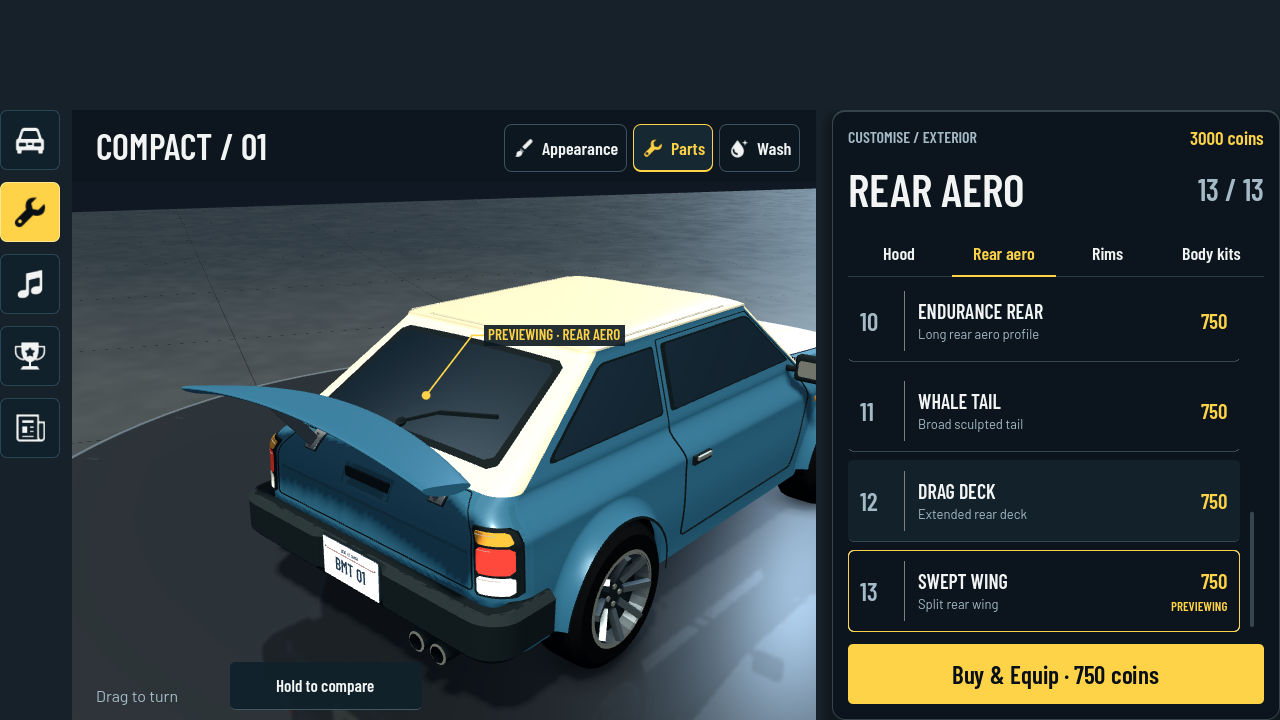 COMPACT / 01
Appearance
Parts
Wash
PREVIEWING · REAR AERO
BMT 01
Drag to turn
Hold to compare
CUSTOMISE / EXTERIOR
3000 coins
REAR AERO
13 / 13
Hood
Rear aero
Rims
Body kits
10
ENDURANCE REAR
Long rear aero profile
750
11
WHALE TAIL
Broad sculpted tail
750
12
DRAG DECK
Extended rear deck
750
13
SWEPT WING
Split rear wing
750
PREVIEWING
Buy & Equip · 750 coins